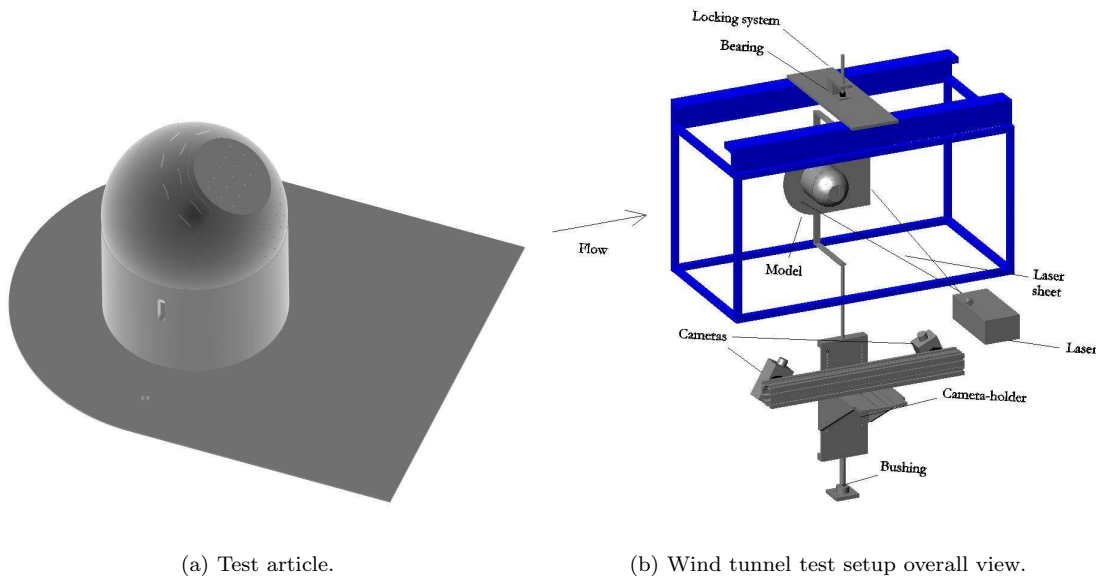 Locking system
Bearing
Flow
Model
Laser
sheet
Cameras
Laser
Camera-holder
Bushing
(a) Test article.
(b) Wind tunnel test setup overall view.